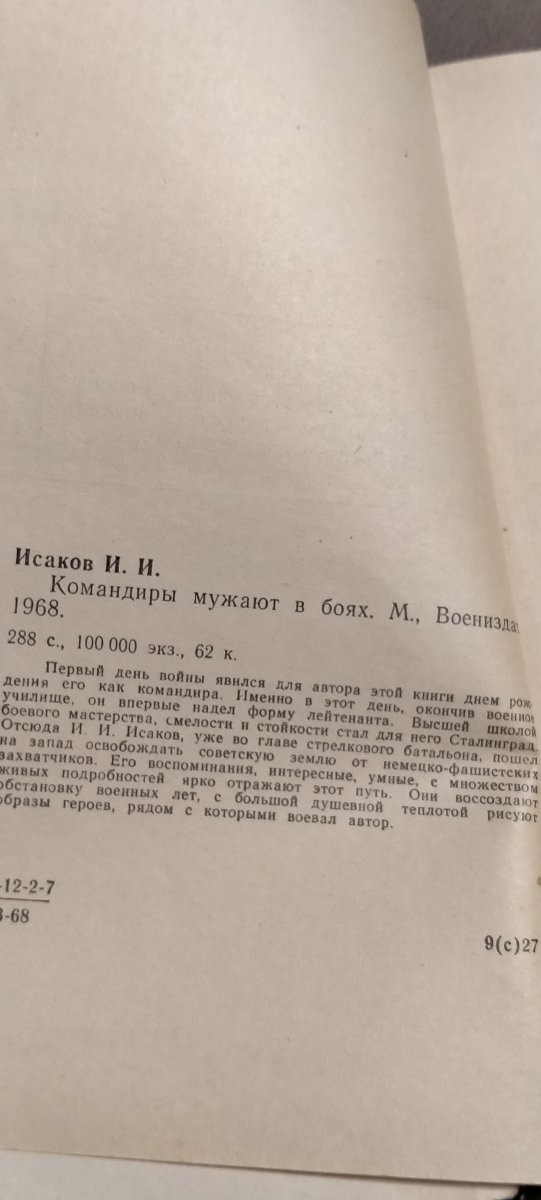 Исаков И. И.
Командиры мужают в боях. М., Воениздат
1968.
288 с., 100 000 экз., 62 к.
Первый день войны явился для автора этой книги днем рож-
дения его как командира. Именно в этот день, окончив военное
училище, он впервые надел форму лейтенанта. Высшей школой
боевого мастерства, смелости и стойкости стал для него Сталинград.
Отсюда И. И. Исаков, уже во главе стрелкового батальона, пошел
на запад освобождать советскую землю от немецко-фашистских
захватчиков. Его воспоминания, интересные, умные, с множеством
живых подробностей ярко отражают этот путь. Они воссоздают
обстановку военных лет, с большой душевной теплотой рисуют
образы героев, рядом с которыми воевал автор.
-12-2-7
-68
9(с)27